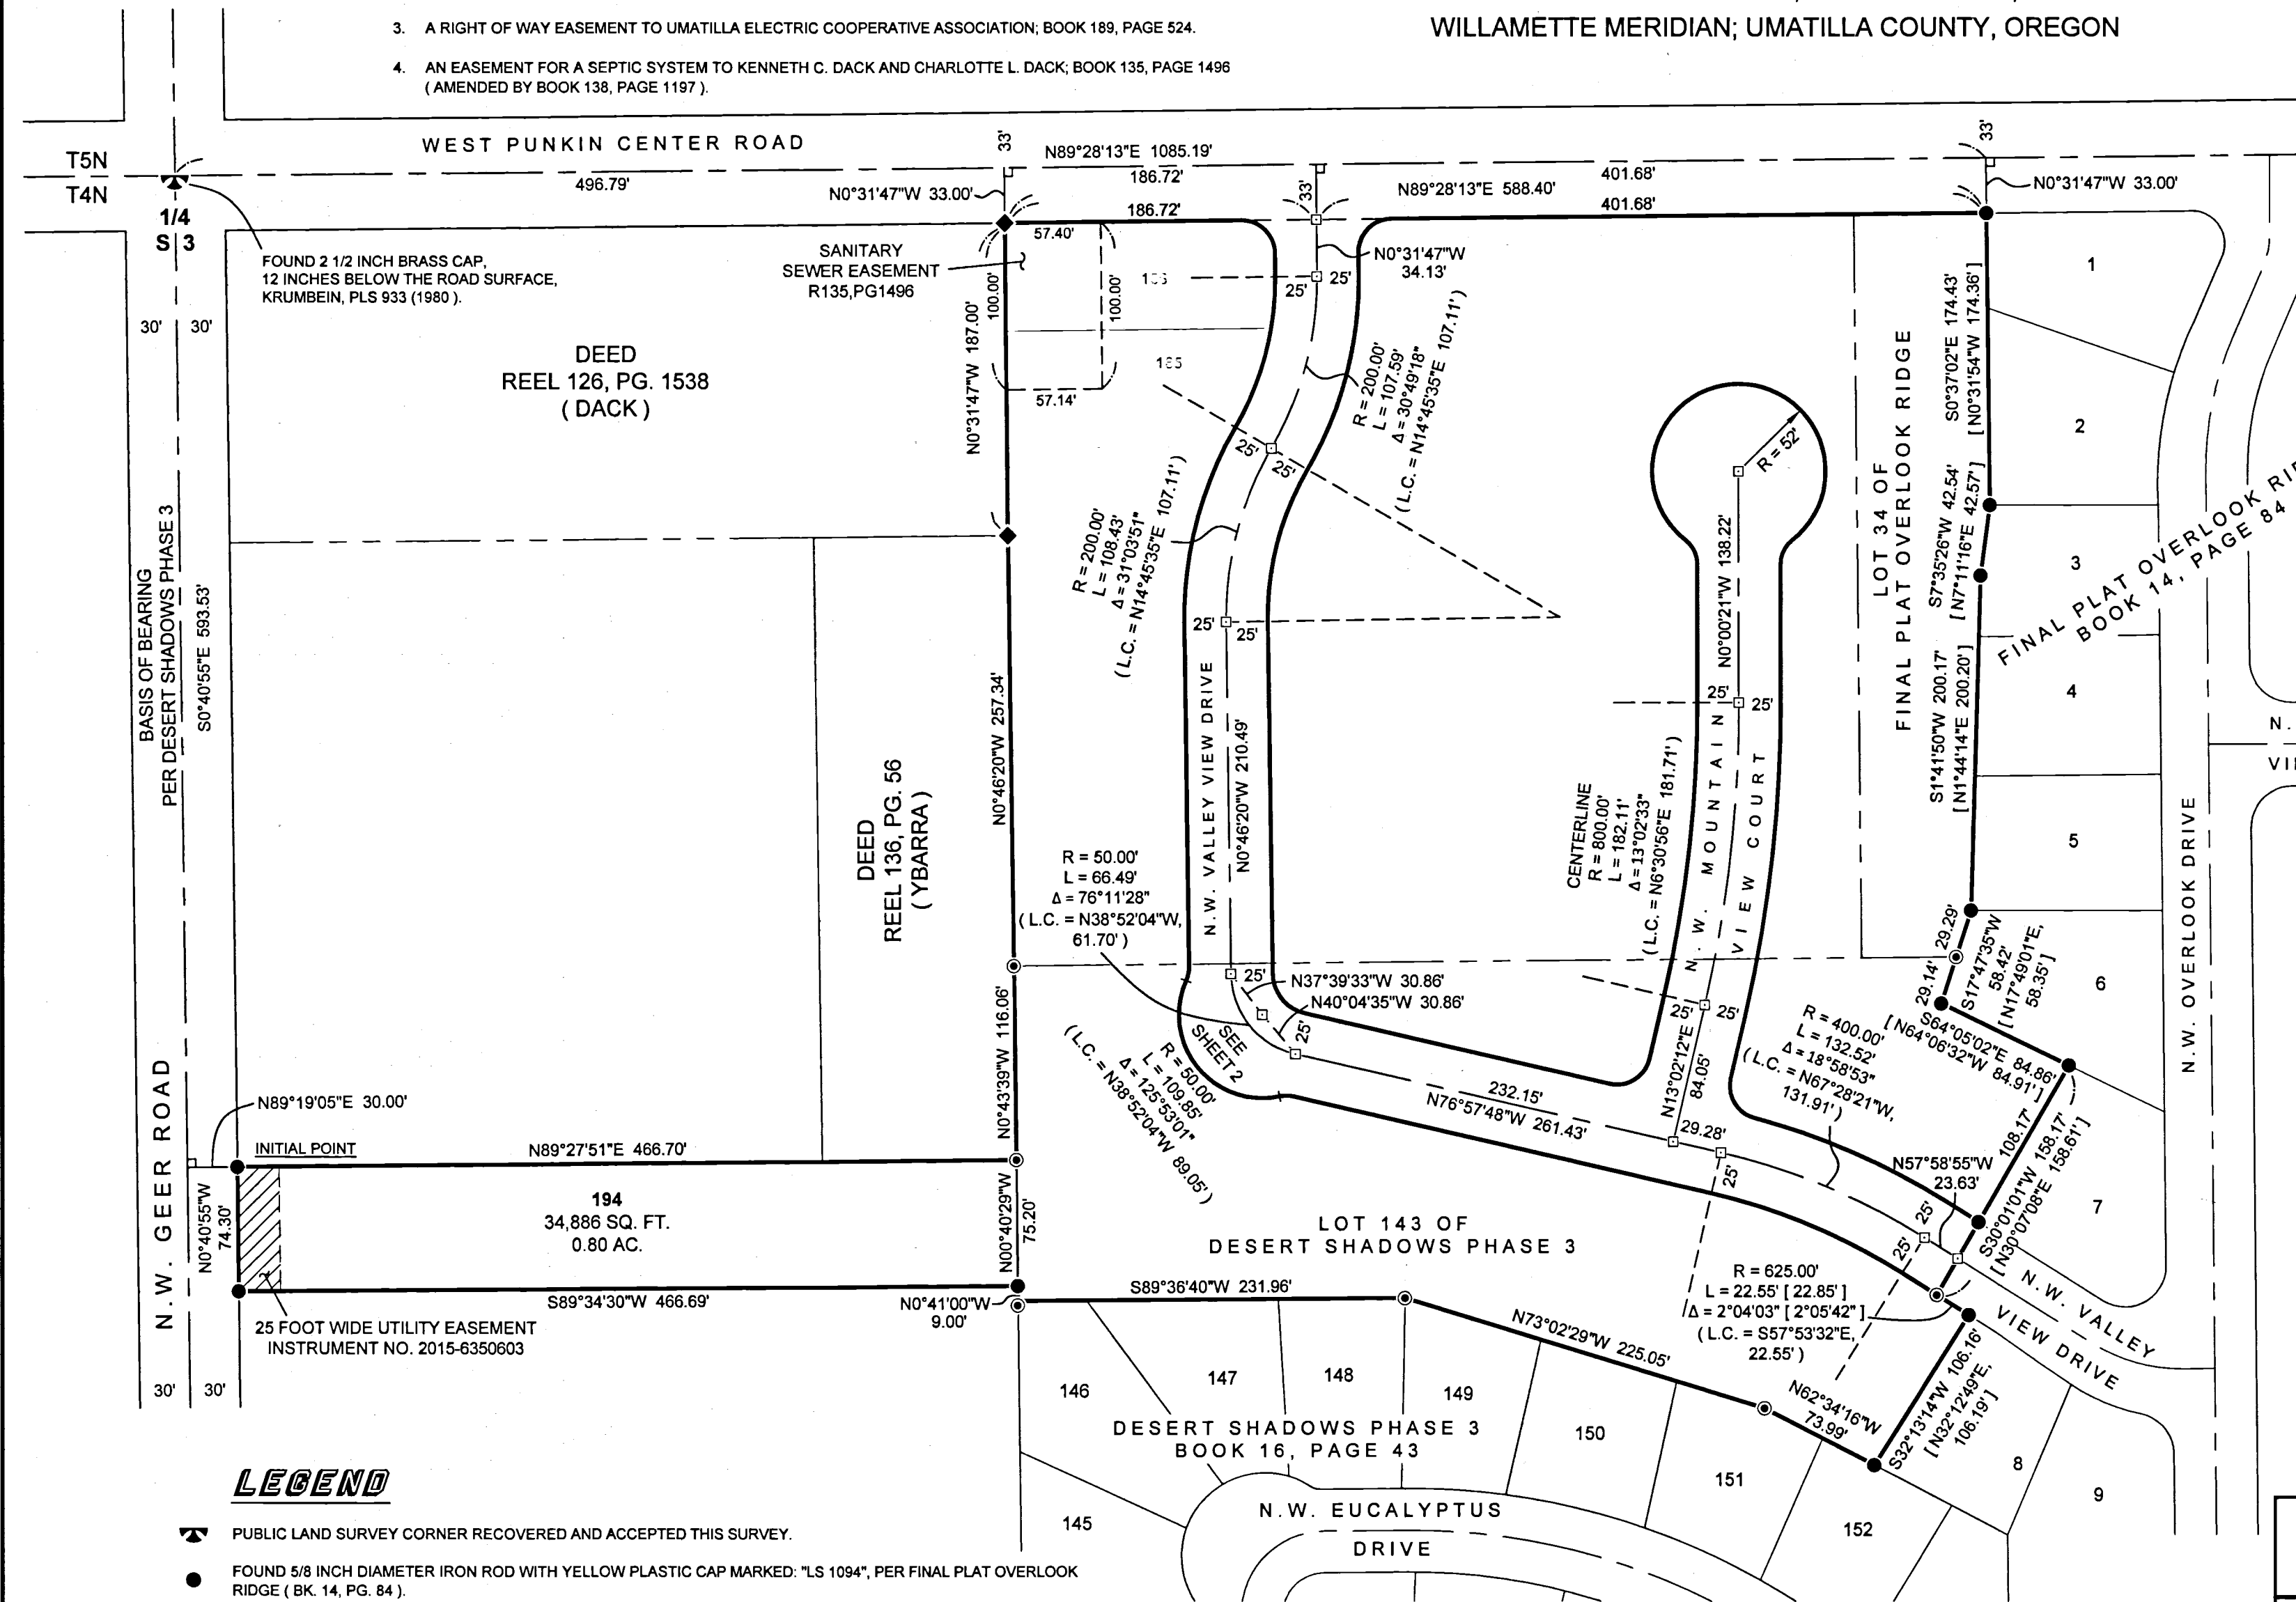 3. A RIGHT OF WAY EASEMENT TO UMATILLA ELECTRIC COOPERATIVE ASSOCIATION; BOOK 189, PAGE 524.
4. AN EASEMENT FOR A SEPTIC SYSTEM TO KENNETH C. DACK AND CHARLOTTE L. DACK; BOOK 135, PAGE 1496
( AMENDED BY BOOK 138, PAGE 1197 ).
WILLAMETTE MERIDIAN; UMATILLA COUNTY, OREGON
WEST PUNKIN CENTER ROAD
T5N
T4N
1/4
S 3
496.79'
33'
N89°28'13"E 1085.19'
186.72'
401.68'
33'
N0°31'47"W 33.00'
33'
N89°28'13"E 588.40'
N0°31'47"W 33.00'
186.72'
401.68'
57.40'
FOUND 2 1/2 INCH BRASS CAP,
12 INCHES BELOW THE ROAD SURFACE,
KRUMBEIN, PLS 933 (1980 ).
SANITARY
SEWER EASEMENT
R135,PG1496
N0°31'47"W
34.13'
25'
25'
100.00'
100.00'
57.14'
N0°31'47"W 187.00'
30'
30'
DEED
REEL 126, PG. 1538
( DACK )
R = 200.00'
L = 107.59'
Δ = 30°49'18"
(L.C. = N14°45'35"E 107.11' )
25'
25'
R = 200.00'
L = 108.43'
Δ = 31°03'51"
(L.C. = N14°45'35"E 107.11' )
25'
25'
R = 52'
N0°00'21"W 138.22'
25'
25'
LOT 34 OF
FINAL PLAT OVERLOOK RIDGE
S0°37'02"E 174.43'
[ N0°31'54"W 174.36' ]
S7°35'26"W 42.54'
[ N7°11'16"E 42.57' ]
S1°41'50"W 200.17'
[ N1°44'14"E 200.20' ]
1
2
3
4
5
6
7
8
9
BOOK 14, PAGE 84
N.W. OVERLOOK DRIVE
BASIS OF BEARING
PER DESERT SHADOWS PHASE 3
S0°40'55"E 593.53'
DEED
REEL 136, PG. 56
( YBARRA )
N0°46'20"W 257.34'
N.W. VALLEY VIEW DRIVE
N0°46'20"W 210.49'
R = 50.00'
L = 66.49'
Δ = 76°11'28"
( L.C. = N38°52'04"W,
61.70' )
CENTERLINE
R = 800.00'
L = 182.11'
Δ = 13°02'33"
(L.C. = N6°30'56"E 181.71' )
N.W. MOUNTAIN
VIEW COURT
29.29'
29.14'
S17°47'35"W
58.42'
[N17°49'01"E,
58.35' ]
S64°05'02"E 84.86'
[ N64°06'32"W 84.91' ]
25'
N37°39'33"W 30.86'
N40°04'35"W 30.86'
25'
SEE
SHEET 2
R = 50.00'
L = 109.85'
Δ = 125°53'01"
(L.C. = N38°52'04"W 89.05' )
N0°43'39"W 116.06'
25'
25'
N13°02'12"E
84.05'
R = 400.00'
L = 132.52'
Δ = 18°58'53"
( L.C. = N67°28'21"W,
131.91' )
232.15'
N76°57'48"W 261.43'
29.28'
25'
108.17'
S30°01'01"W 158.17'
[ N30°07'08"E 158.61' ]
N57°58'55"W
23.63'
25'
25'
N.W. GEER ROAD
N89°19'05"E 30.00'
INITIAL POINT
N89°27'51"E 466.70'
N0°40'55"W
74.30'
194
34,886 SQ. FT.
0.80 AC.
N00°40'29"W
75.20'
LOT 143 OF
DESERT SHADOWS PHASE 3
S89°34'30"W 466.69'
N0°41'00"W
9.00'
S89°36'40"W 231.96'
R = 625.00'
L = 22.55' [ 22.85' ]
Δ = 2°04'03" [ 2°05'42" ]
( L.C. = S57°53'32"E,
22.55' )
N.W. VALLEY
VIEW DRIVE
25 FOOT WIDE UTILITY EASEMENT
INSTRUMENT NO. 2015-6350603
N73°02'29"W 225.05'
N62°34'16"W
73.99'
S32°13'14"W 106.16'
[ N32°12'49"E,
106.19' ]
30'
30'
146
147
148
149
150
151
152
145
DESERT SHADOWS PHASE 3
BOOK 16, PAGE 43
N.W. EUCALYPTUS
DRIVE
LEGEND
PUBLIC LAND SURVEY CORNER RECOVERED AND ACCEPTED THIS SURVEY.
FOUND 5/8 INCH DIAMETER IRON ROD WITH YELLOW PLASTIC CAP MARKED: "LS 1094", PER FINAL PLAT OVERLOOK
RIDGE ( BK. 14, PG. 84 ).